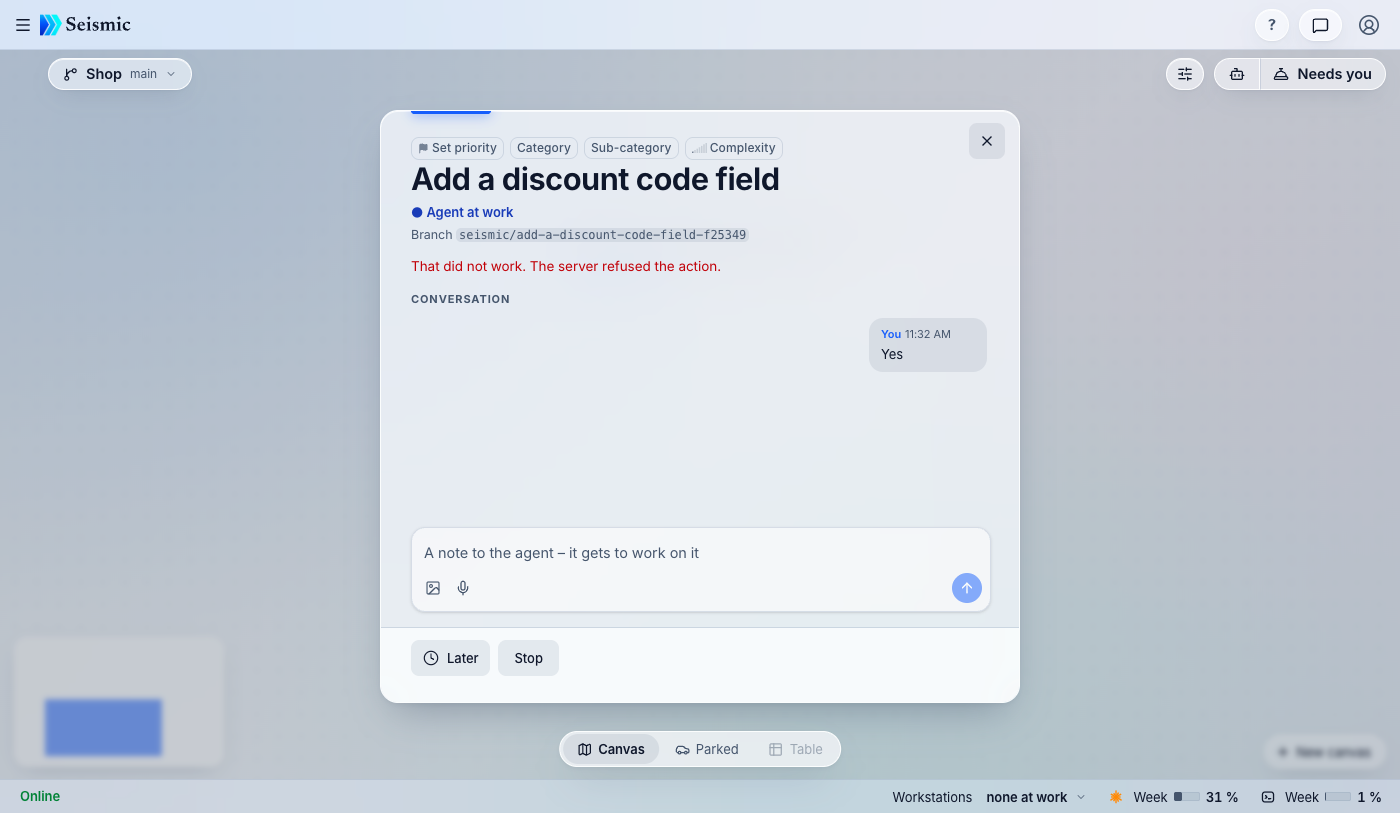 Seismic
?
Shop main
Needs you
Set priority Category Sub-category Complexity
Add a discount code field
Agent at work
Branch seismic/add-a-discount-code-field-f25349
That did not work. The server refused the action.
CONVERSATION
You 11:32 AM
Yes
A note to the agent – it gets to work on it
Later Stop
Canvas Parked Table
+ New canvas
Online Workstations none at work Week 31 % Week 1 %